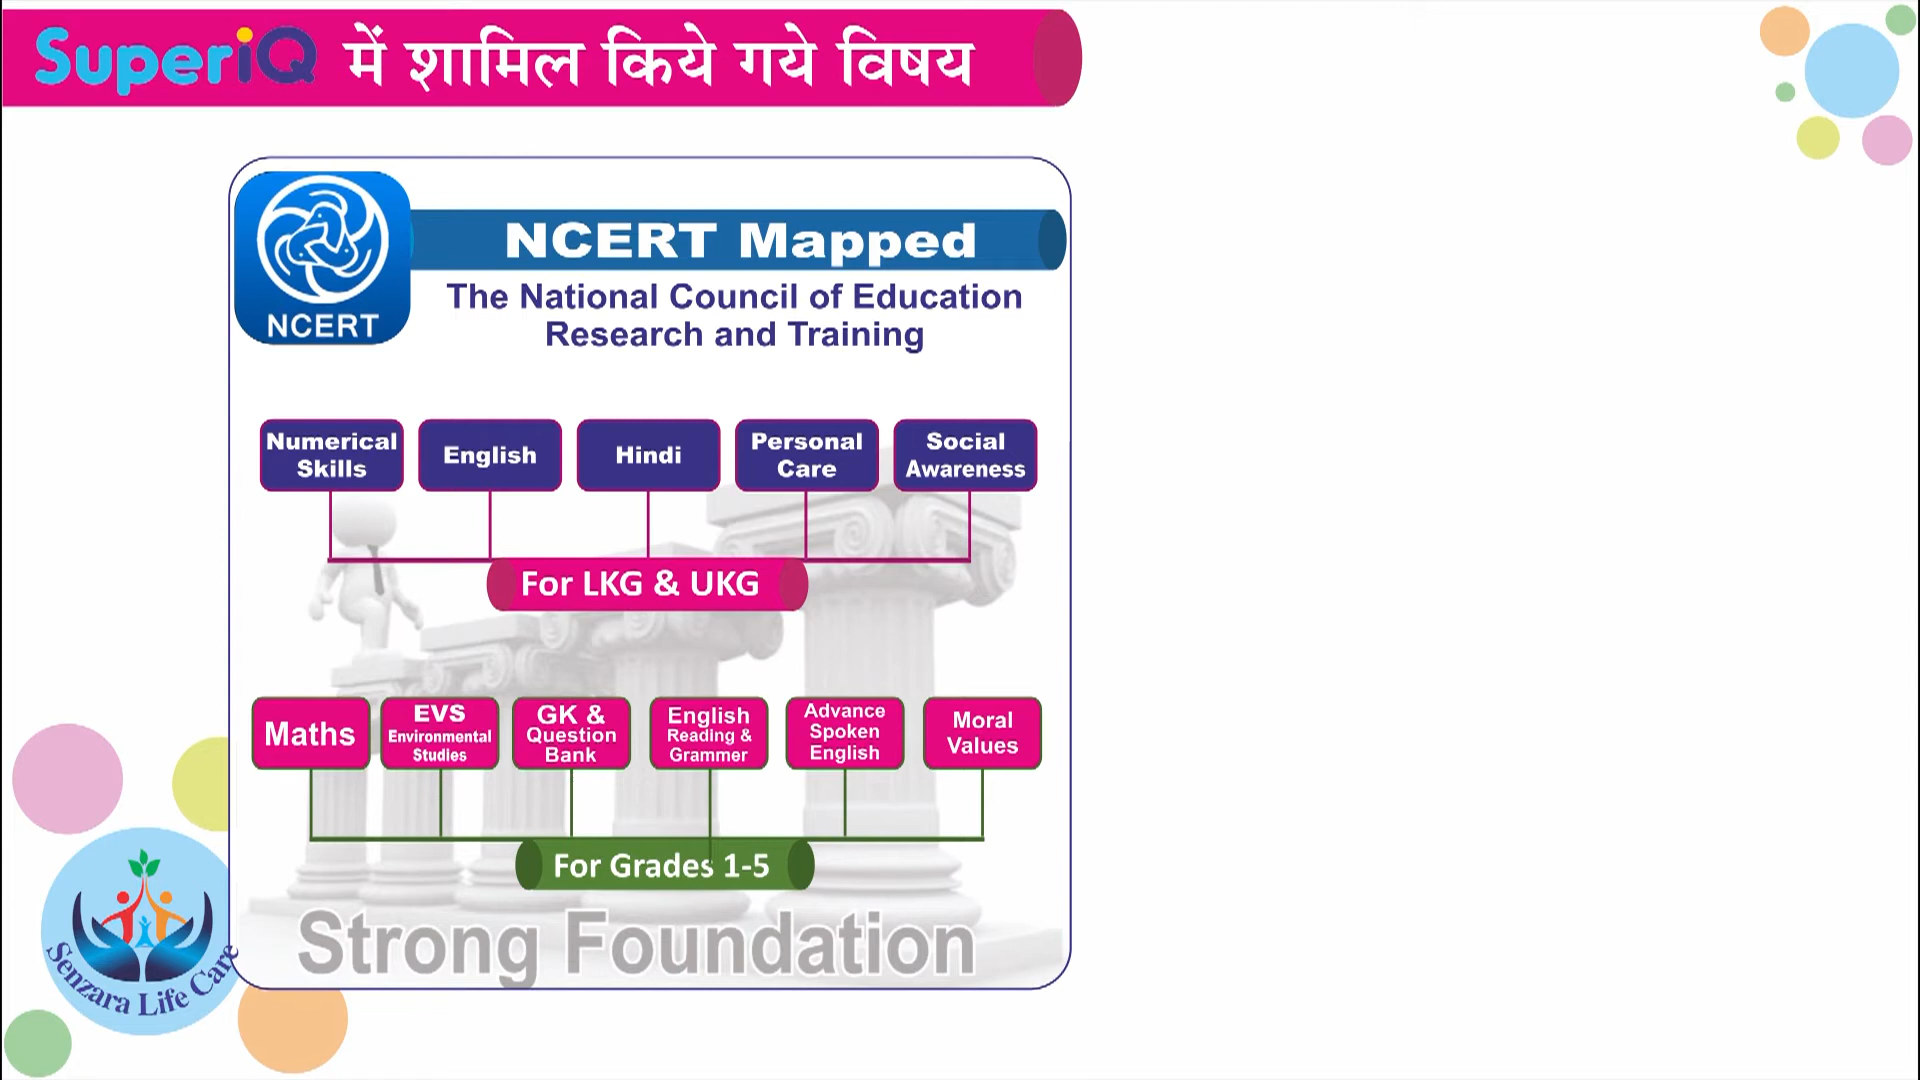 SuperiQ में शामिल किये गये विषय
NCERT
NCERT Mapped
The National Council of Education
Research and Training
Numerical
Skills
English
Hindi
Personal
Care
Social
Awareness
For LKG & UKG
Maths
EVS
Environmental
Studies
GK &
Question
Bank
English
Reading &
Grammer
Advance
Spoken
English
Moral
Values
For Grades 1-5
Strong Foundation
Senzara Life Care